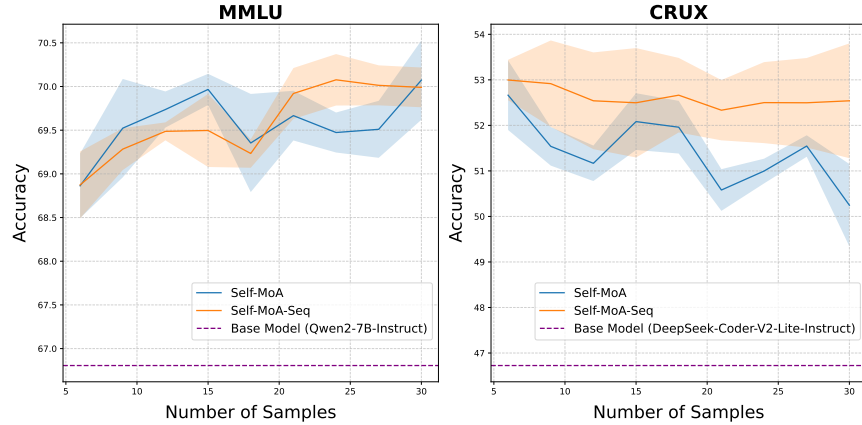 MMLU
70.5
70.0
69.5
69.0
68.5
68.0
67.5
67.0
Accuracy
5
10
15
20
25
30
Number of Samples
Self-MoA
Self-MoA-Seq
Base Model (Qwen2-7B-Instruct)
CRUX
54
53
52
51
50
49
48
47
Accuracy
5
10
15
20
25
30
Number of Samples
Self-MoA
Self-MoA-Seq
Base Model (DeepSeek-Coder-V2-Lite-Instruct)